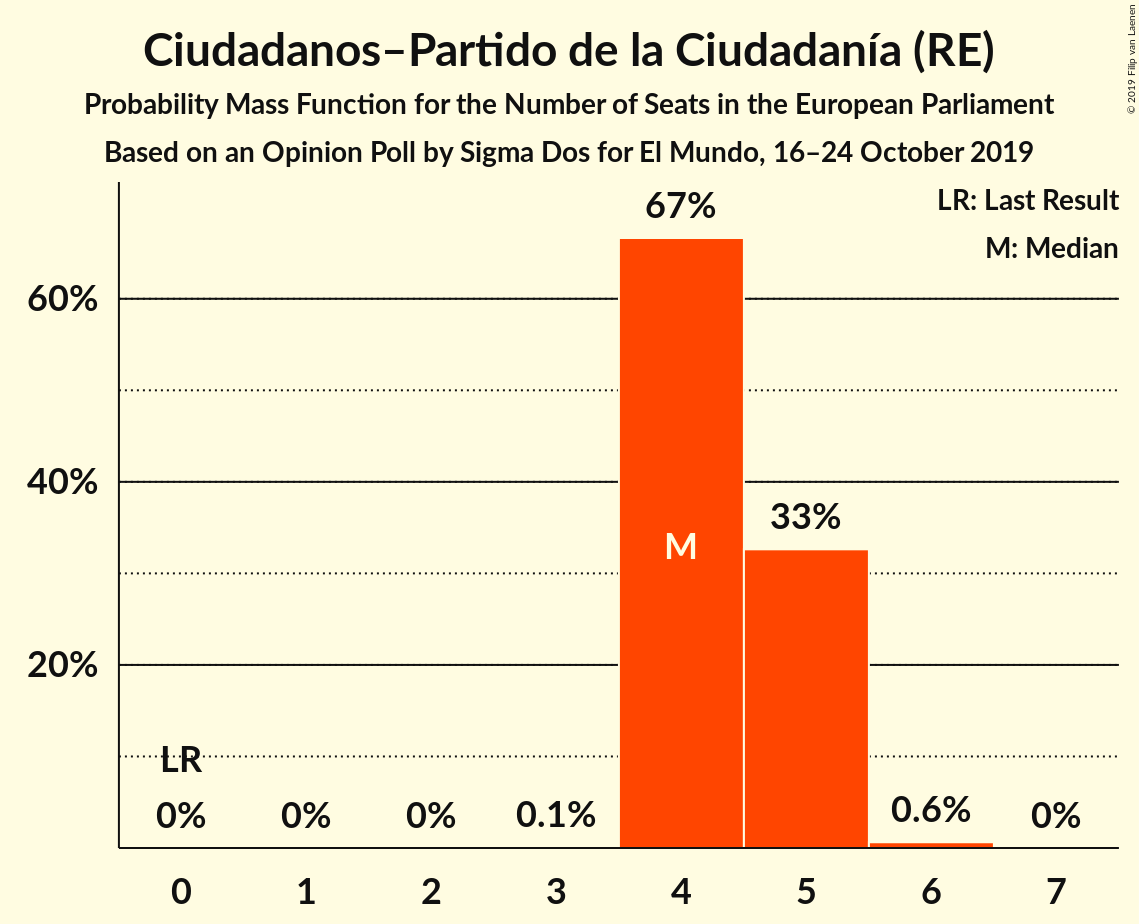 Ciudadanos–Partido de la Ciudadanía (RE)
Probability Mass Function for the Number of Seats in the European Parliament
Based on an Opinion Poll by Sigma Dos for El Mundo, 16–24 October 2019
© 2019 Filip van Laenen
LR: Last Result
M: Median
67%
60%
40%
33%
M
20%
LR
0% 0% 0% 0.1% 0.6% 0%
0 1 2 3 4 5 6 7